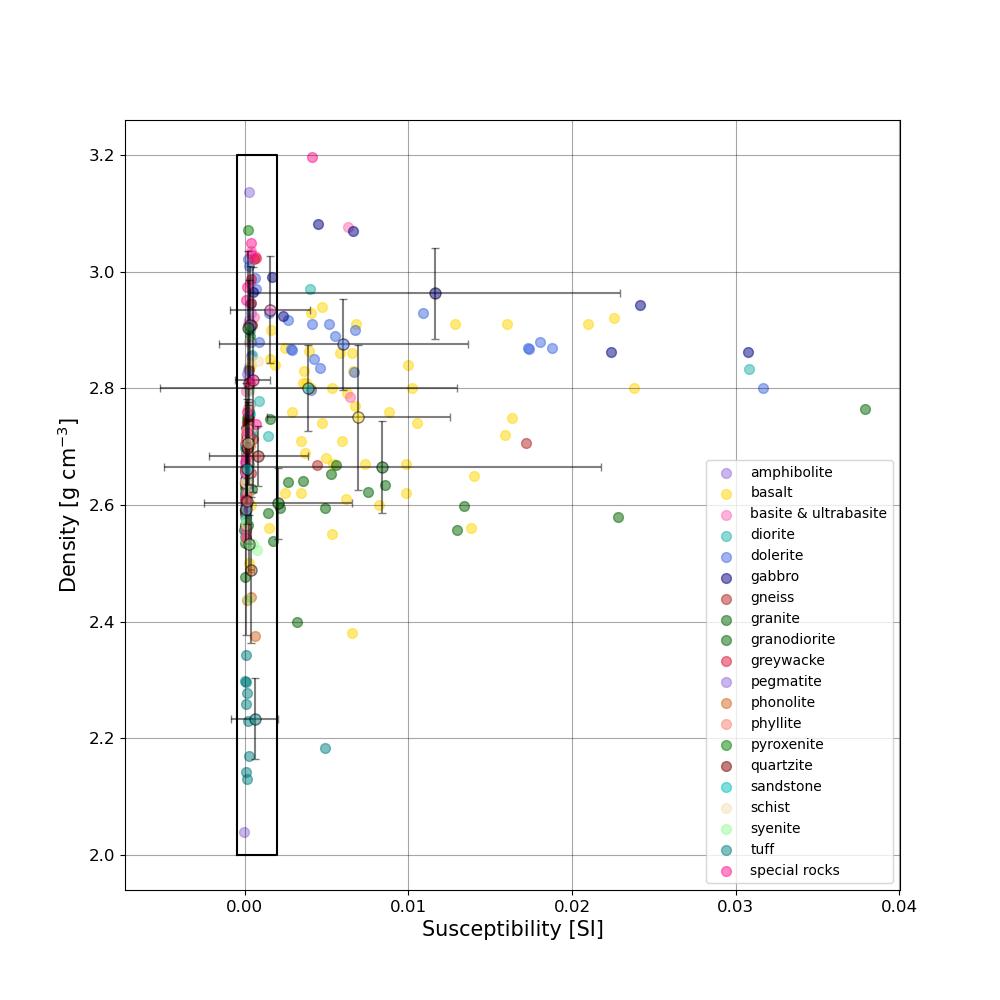 3.2
3.0
2.8
2.6
2.4
2.2
2.0
Density [g cm⁻³]
0.00 0.01 0.02 0.03 0.04
Susceptibility [SI]
amphibolite
basalt
basite & ultrabasite
diorite
dolerite
gabbro
gneiss
granite
granodiorite
greywacke
pegmatite
phonolite
phyllite
pyroxenite
quartzite
sandstone
schist
syenite
tuff
special rocks